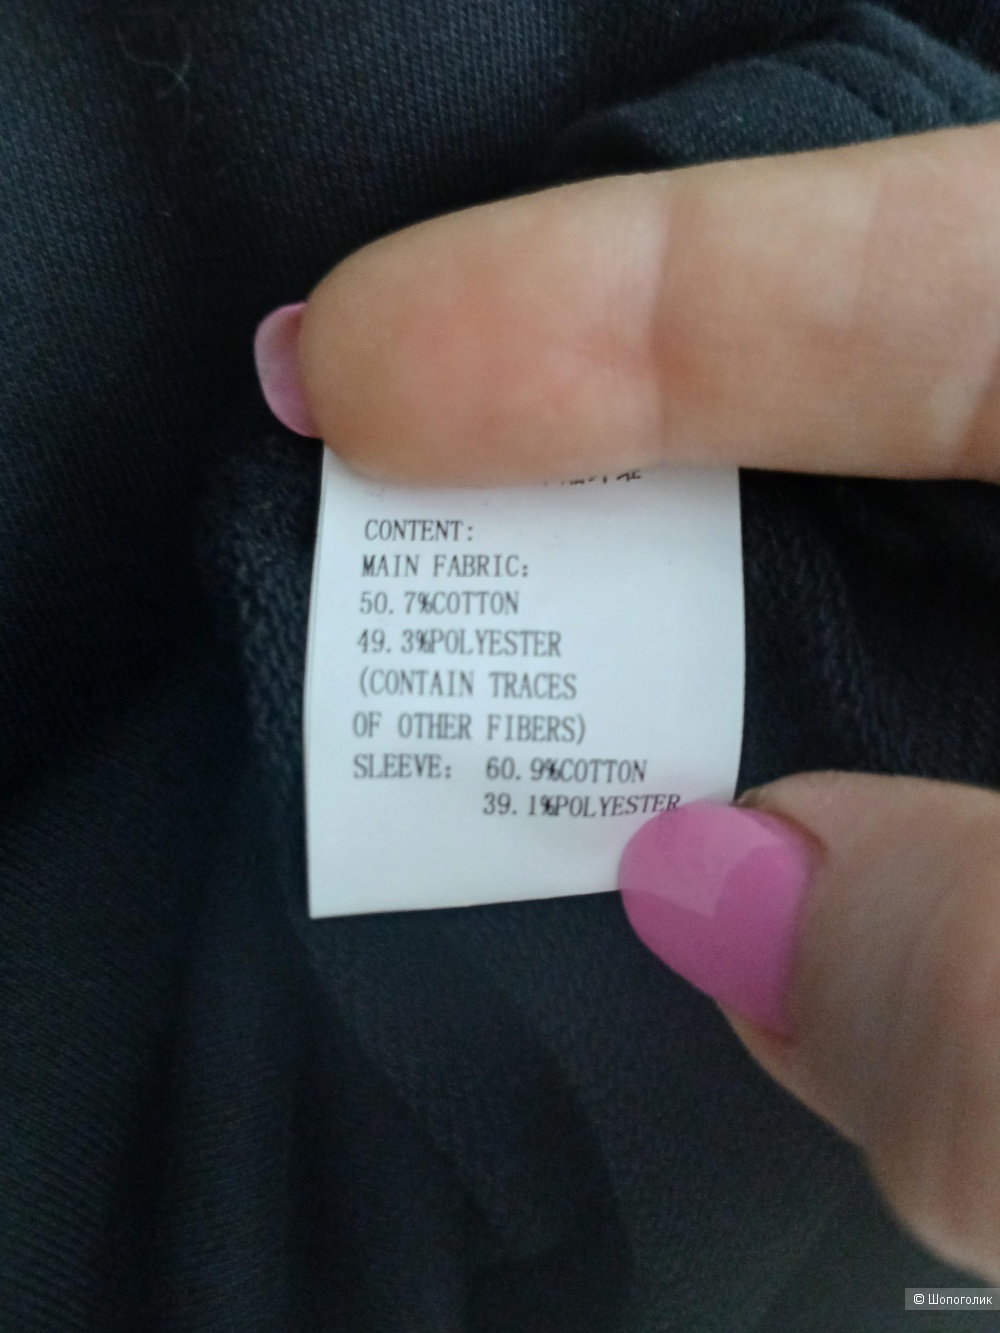 CONTENT:
MAIN FABRIC:
50.7%COTTON
49.3%POLYESTER
(CONTAIN TRACES
OF OTHER FIBERS)
SLEEVE: 60.9%COTTON
39.1%POLYESTER
© Шопоголик